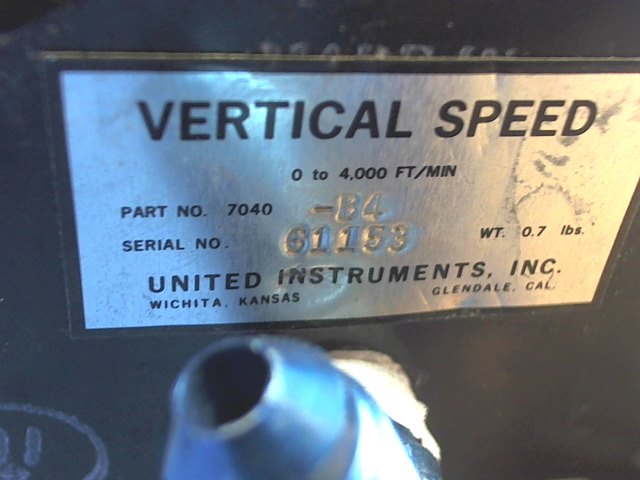 VERTICAL SPEED
0 to 4,000 FT/MIN
PART NO. 7040 -B4
SERIAL NO. 61153 WT. 0.7 lbs.
UNITED INSTRUMENTS, INC.
WICHITA, KANSAS GLENDALE, CAL.